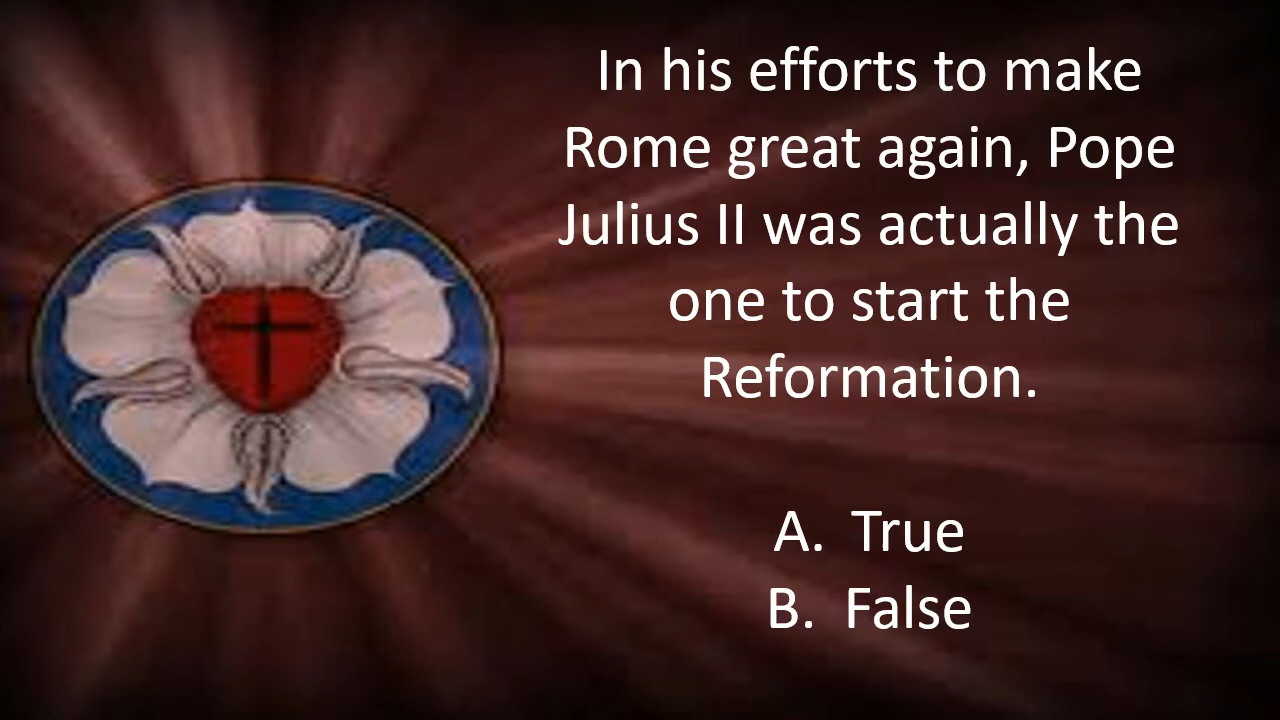 In his efforts to make
Rome great again, Pope
Julius II was actually the
one to start the
Reformation.
A. True
B. False